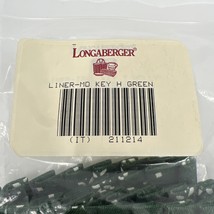 LONGABERGER®
LINER-MD KEY H GREEN
(IT) 211214